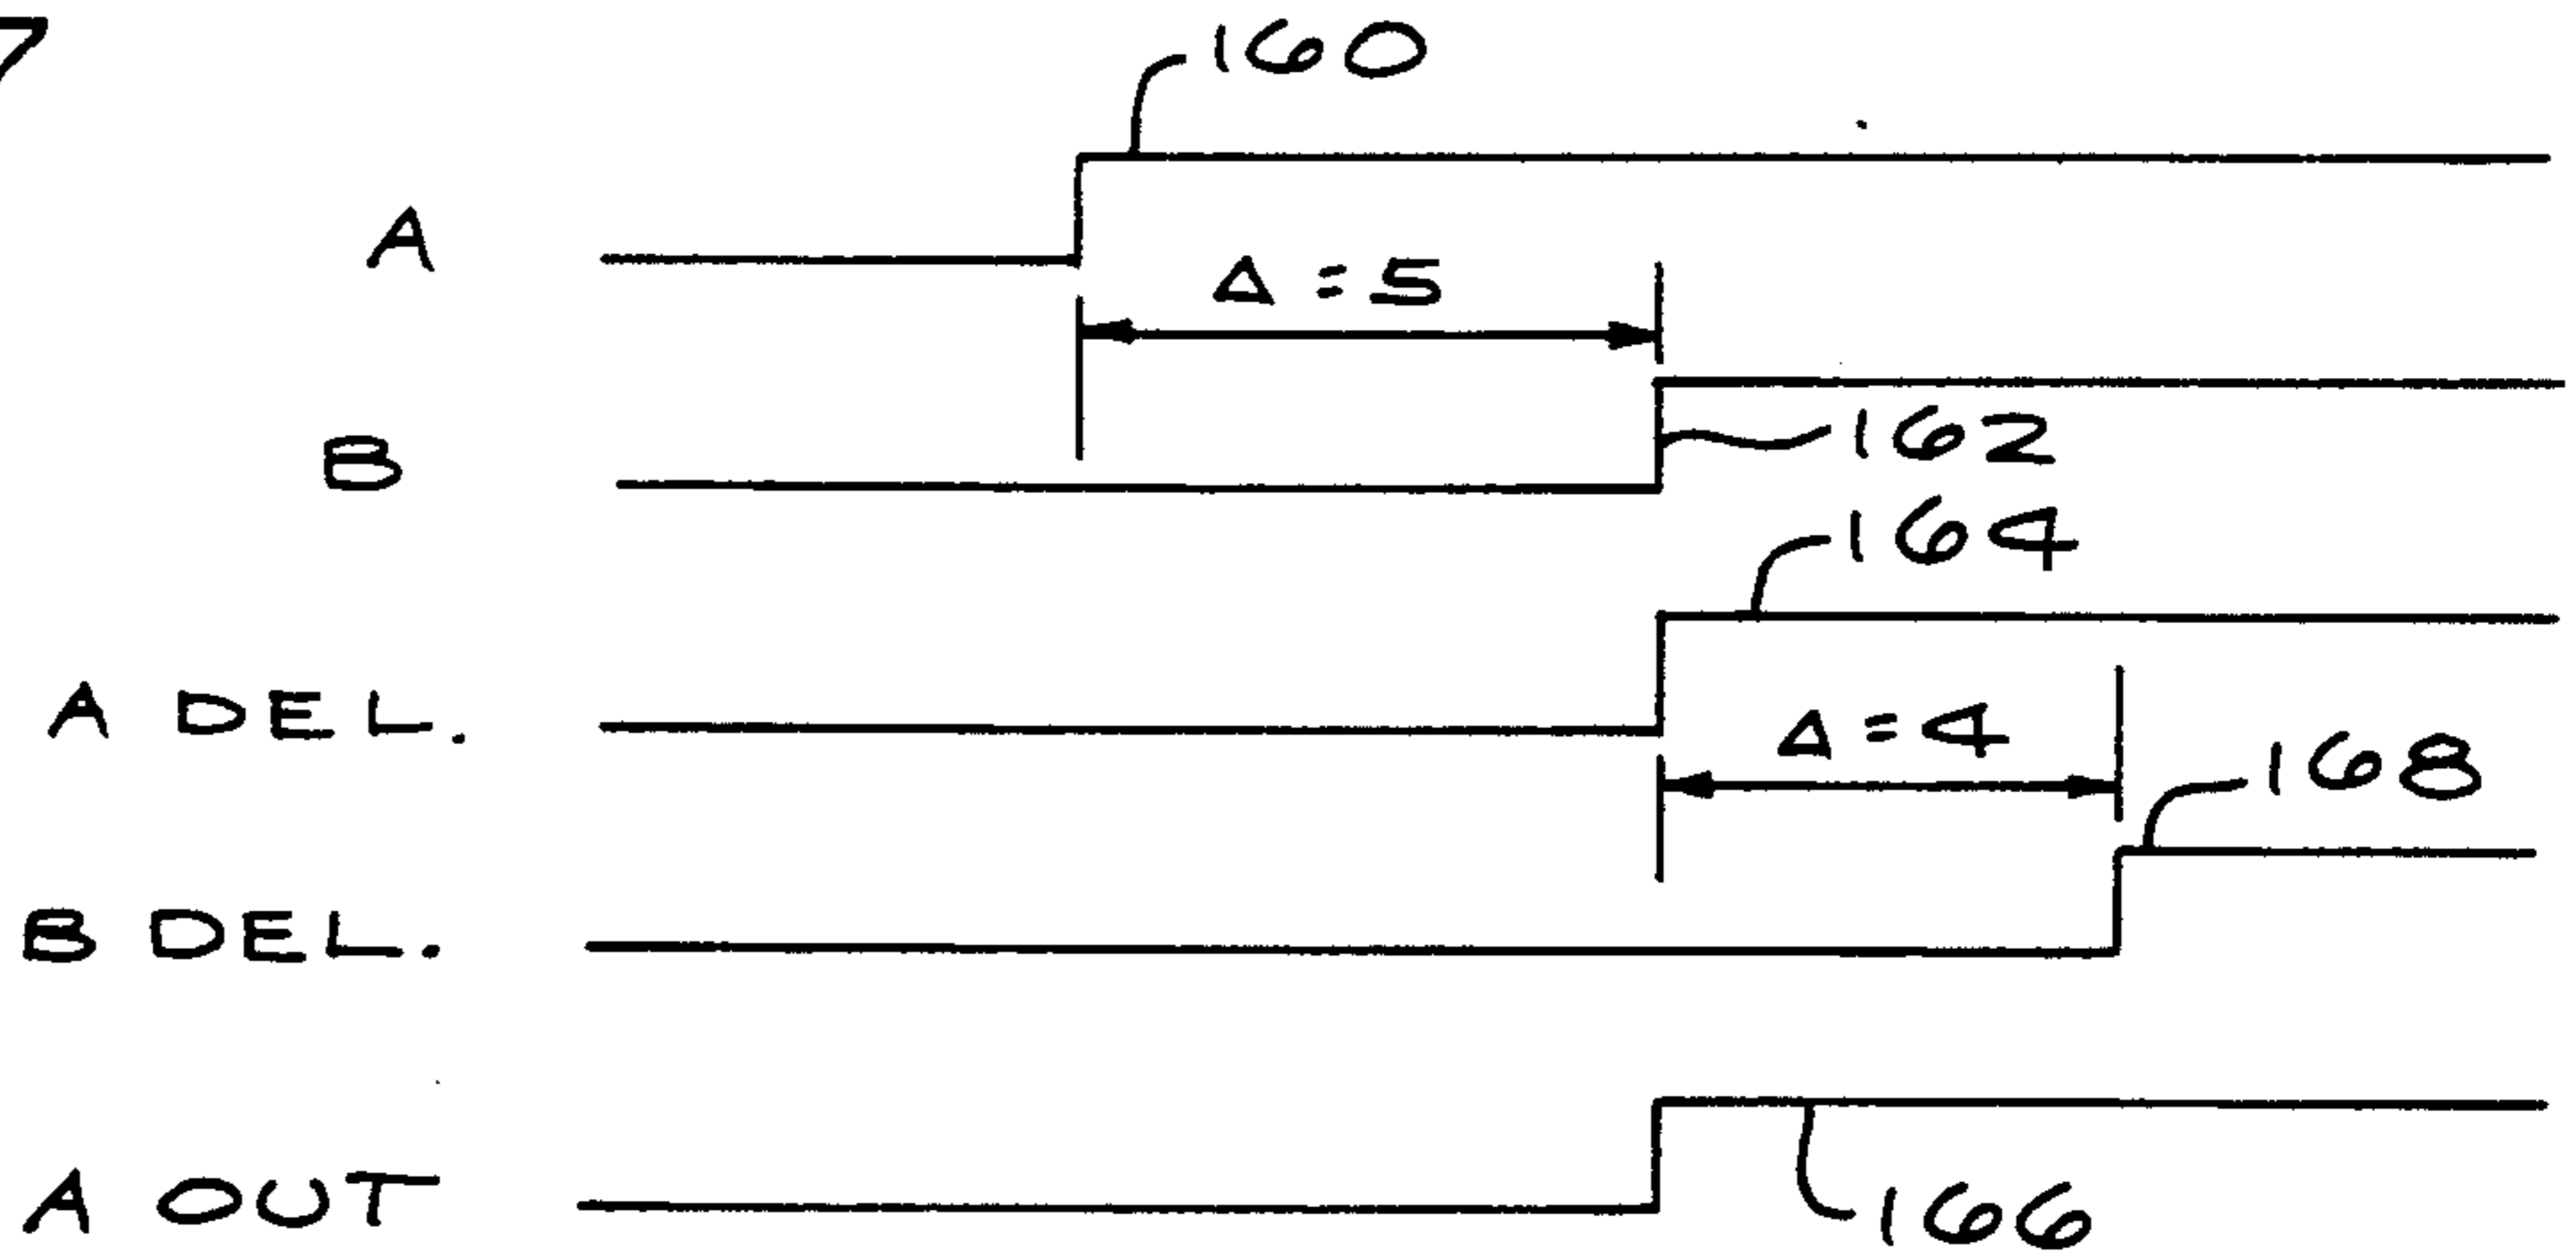 7
160
A
Δ = 5
B
162
164
A DEL.
Δ = 4
168
B DEL.
A OUT
166